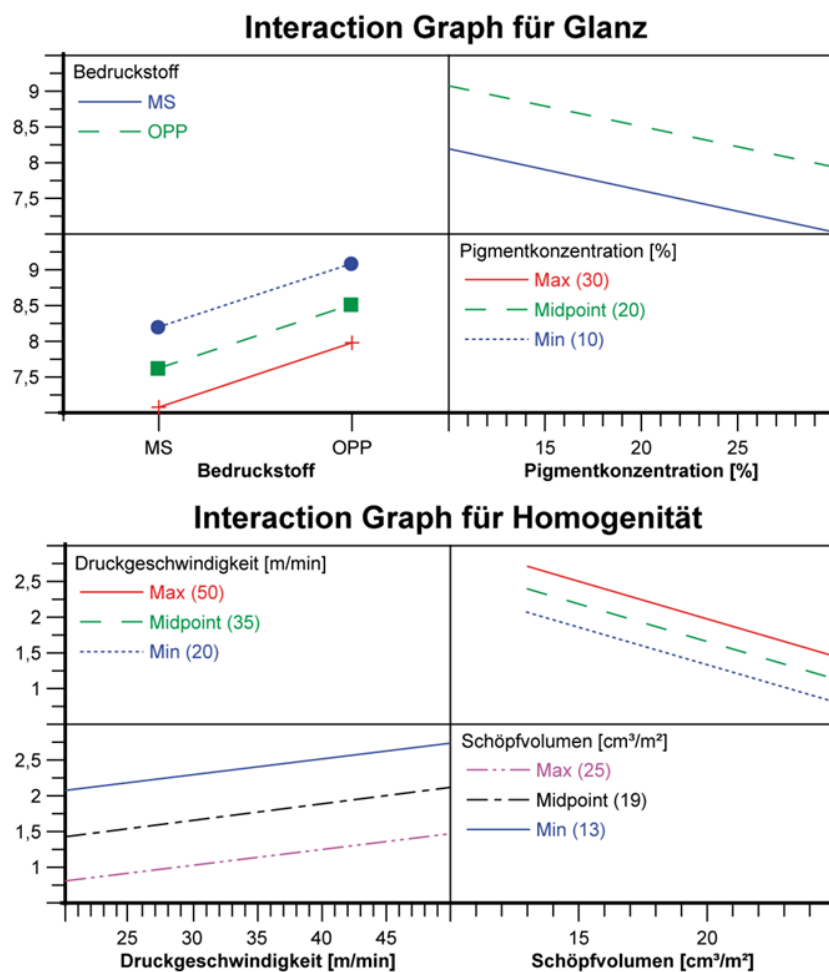 Interaction Graph für Glanz
Bedruckstoff
MS
OPP
9
8,5
8
7,5
Pigmentkonzentration [%]
Max (30)
Midpoint (20)
Min (10)
9
8,5
8
7,5
MS OPP 15 20 25
Bedruckstoff Pigmentkonzentration [%]
Interaction Graph für Homogenität
Druckgeschwindigkeit [m/min]
Max (50)
Midpoint (35)
Min (20)
2,5
2
1,5
1
Schöpfvolumen [cm³/m²]
Max (25)
Midpoint (19)
Min (13)
2,5
2
1,5
1
25 30 35 40 45 15 20
Druckgeschwindigkeit [m/min] Schöpfvolumen [cm³/m²]